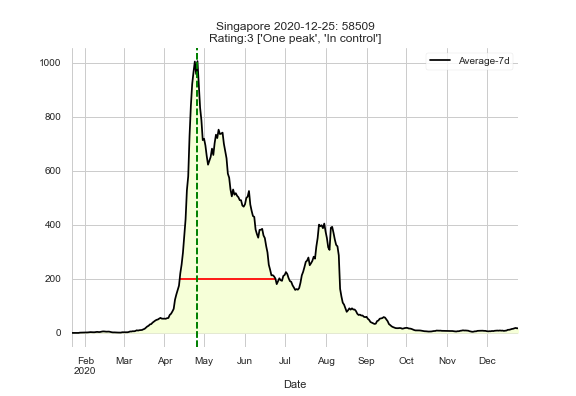 Singapore 2020-12-25: 58509
Rating:3 ['One peak', 'In control']
Average-7d
1000
800
600
400
200
0
Feb Mar Apr May Jun Jul Aug Sep Oct Nov Dec
2020
Date